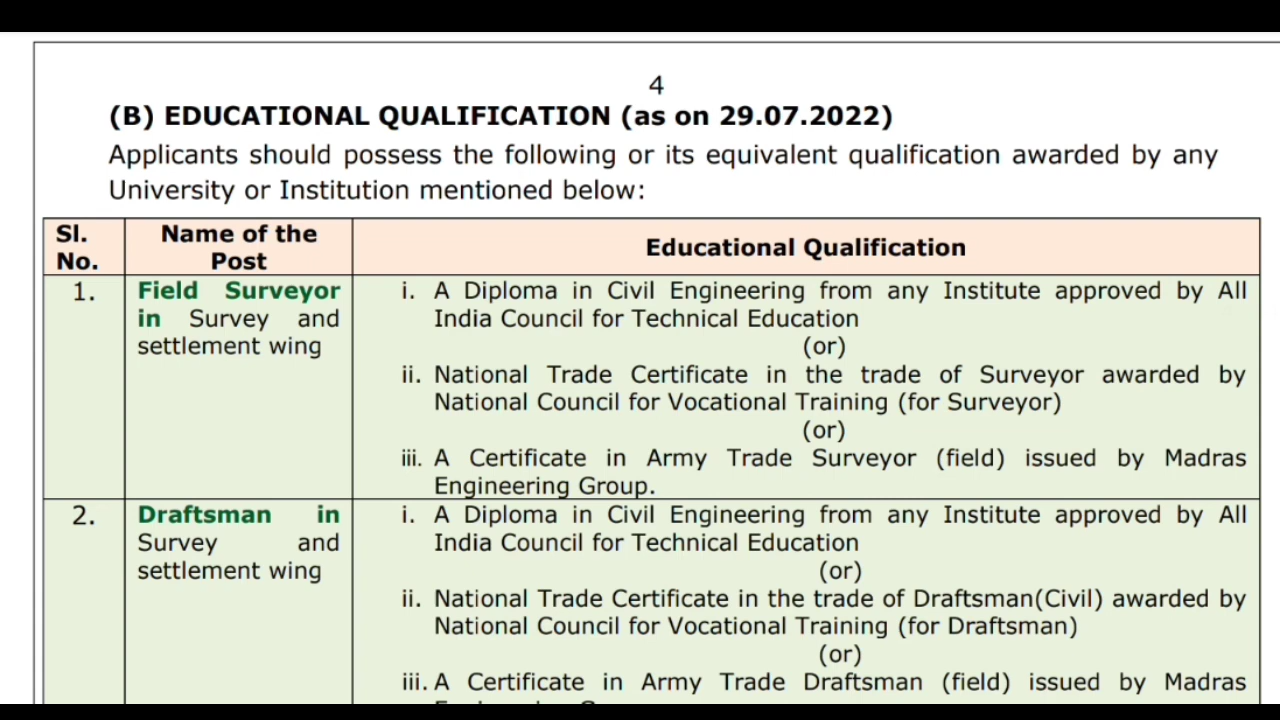 4
(B) EDUCATIONAL QUALIFICATION (as on 29.07.2022)
Applicants should possess the following or its equivalent qualification awarded by any
University or Institution mentioned below:
Sl. No.
Name of the Post
Educational Qualification
1.
Field Surveyor
in Survey and
settlement wing
i. A Diploma in Civil Engineering from any Institute approved by All
India Council for Technical Education
(or)
ii. National Trade Certificate in the trade of Surveyor awarded by
National Council for Vocational Training (for Surveyor)
(or)
iii. A Certificate in Army Trade Surveyor (field) issued by Madras
Engineering Group.
2.
Draftsman in
Survey and
settlement wing
i. A Diploma in Civil Engineering from any Institute approved by All
India Council for Technical Education
(or)
ii. National Trade Certificate in the trade of Draftsman(Civil) awarded by
National Council for Vocational Training (for Draftsman)
(or)
iii. A Certificate in Army Trade Draftsman (field) issued by Madras